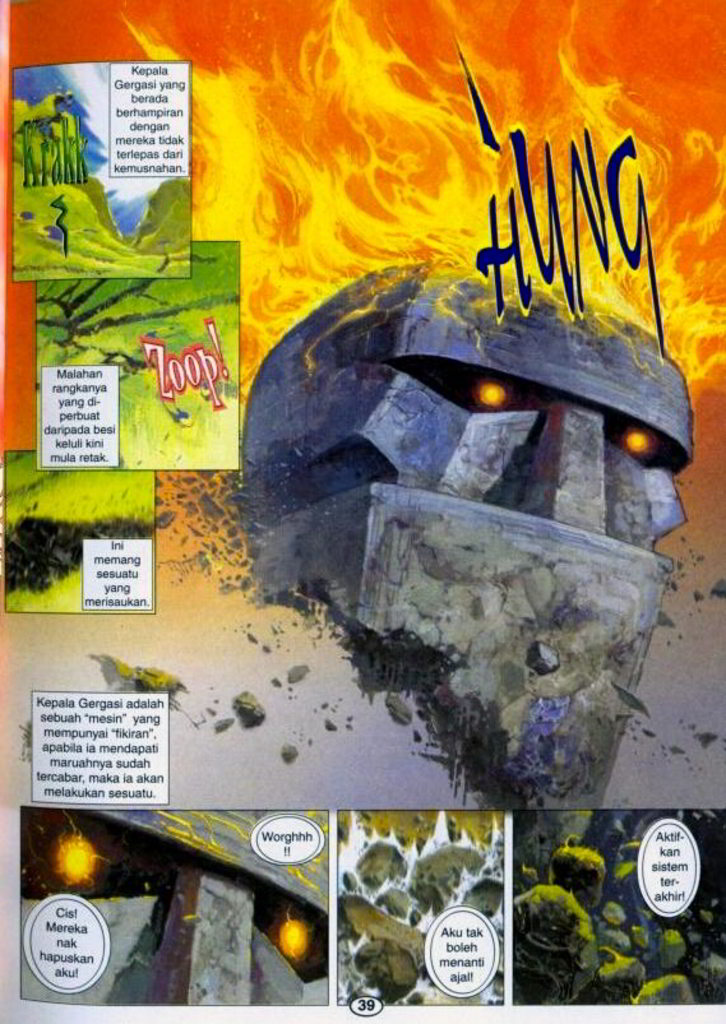 Kepala
Gergasi yang
berada
berhampiran
dengan
mereka tidak
terlepas dari
kemusnahan.
Krakk
HUNG
Zoop!
Malahan
rangkanya
yang di-
perbuat
daripada besi
keluli kini
mula retak.
Ini
memang
sesuatu
yang
merisaukan.
Kepala Gergasi adalah
sebuah "mesin" yang
mempunyai "fikiran",
apabila ia mendapati
maruahnya sudah
tercabar, maka ia akan
melakukan sesuatu.
Worghhh
!!
Cis!
Mereka
nak
hapuskan
aku!
Aku tak
boleh
menanti
ajal!
Aktif-
kan
sistem
ter-
akhir!
39